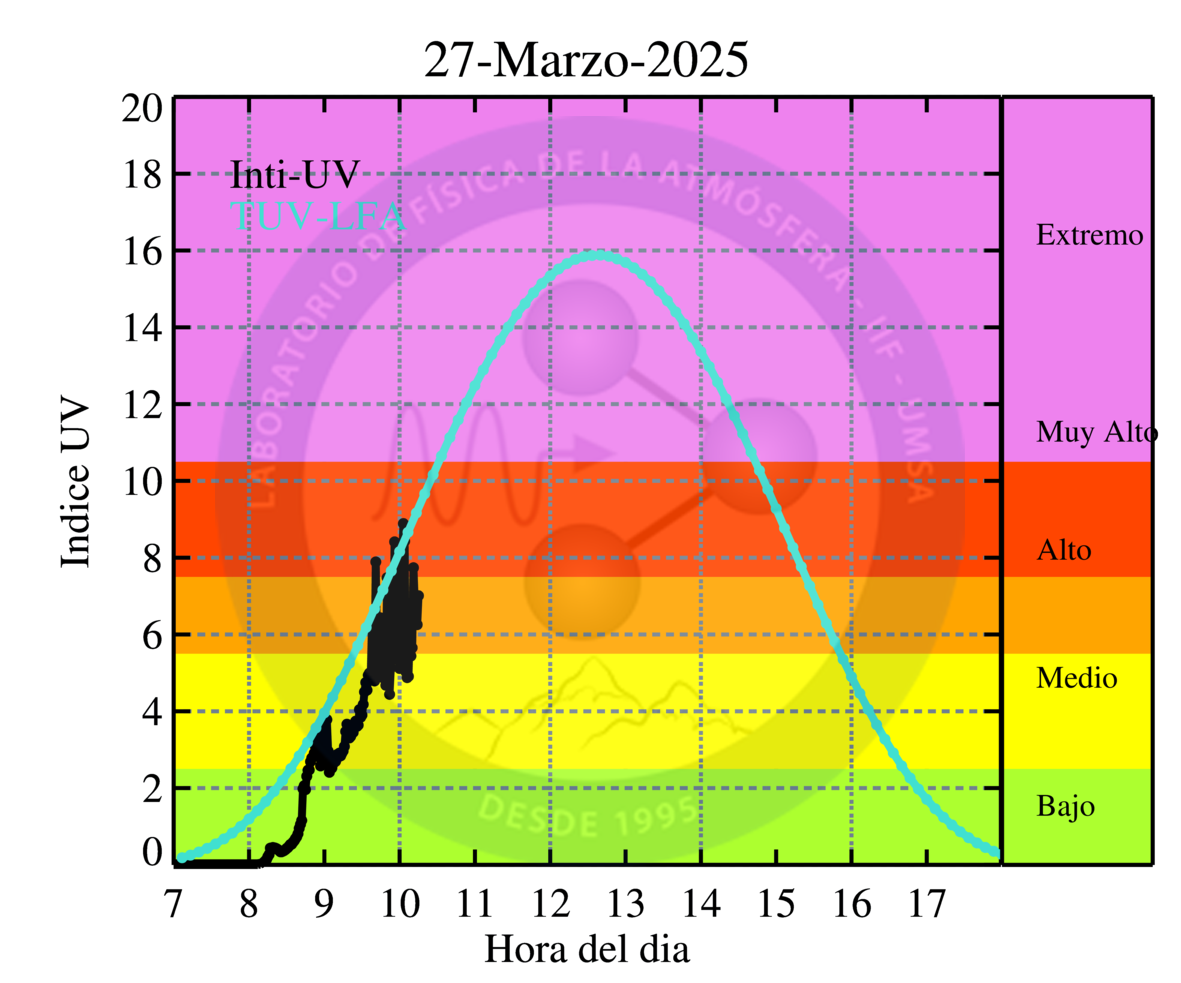 27-Marzo-2025
20
18
16
14
12
10
8
6
4
2
0
Indice UV
Inti-UV
TUV-LFA
LABORATORIO DE FÍSICA DE LA ATMÓSFERA - IIF - UMSA
DESDE 1995
Extremo
Muy Alto
Alto
Medio
Bajo
7 8 9 10 11 12 13 14 15 16 17
Hora del dia